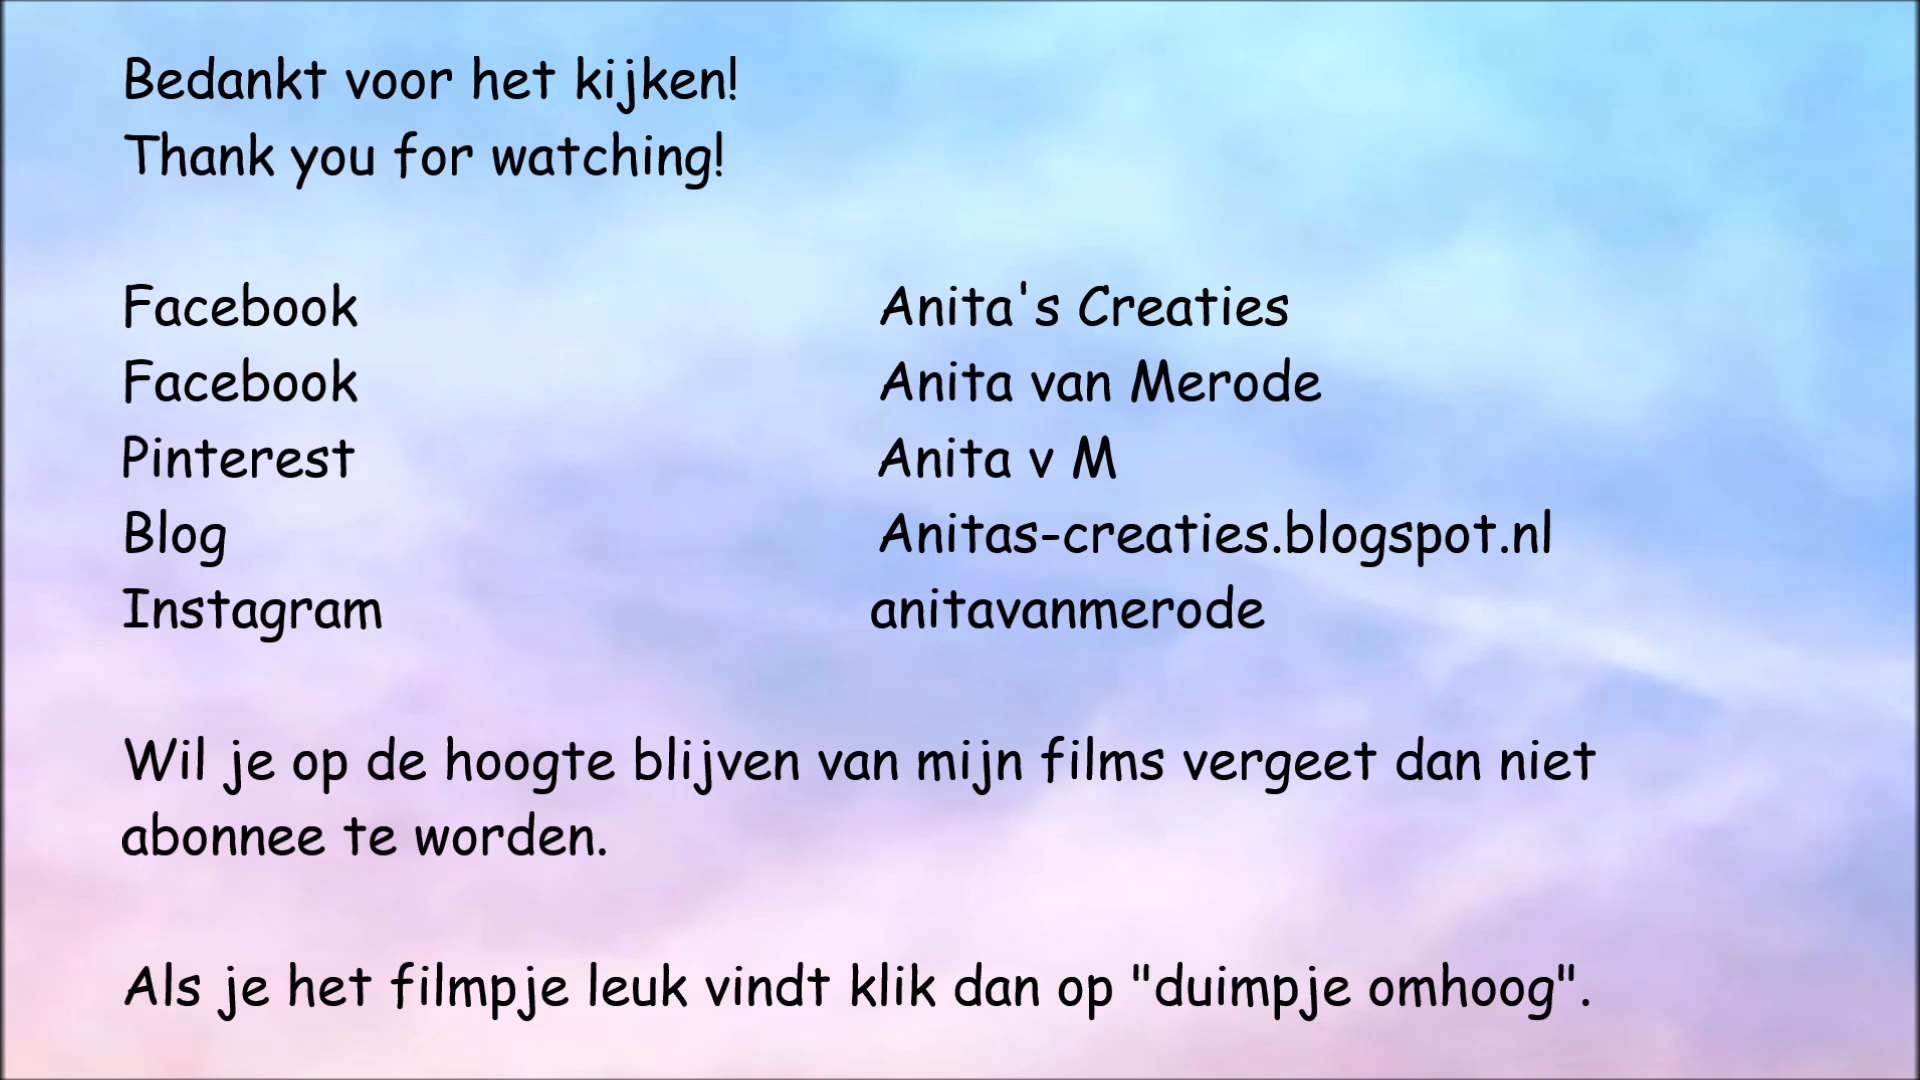 Bedankt voor het kijken!
Thank you for watching!
Facebook Anita's Creaties
Facebook Anita van Merode
Pinterest Anita v M
Blog Anitas-creaties.blogspot.nl
Instagram anitavanmerode
Wil je op de hoogte blijven van mijn films vergeet dan niet
abonnee te worden.
Als je het filmpje leuk vindt klik dan op "duimpje omhoog".